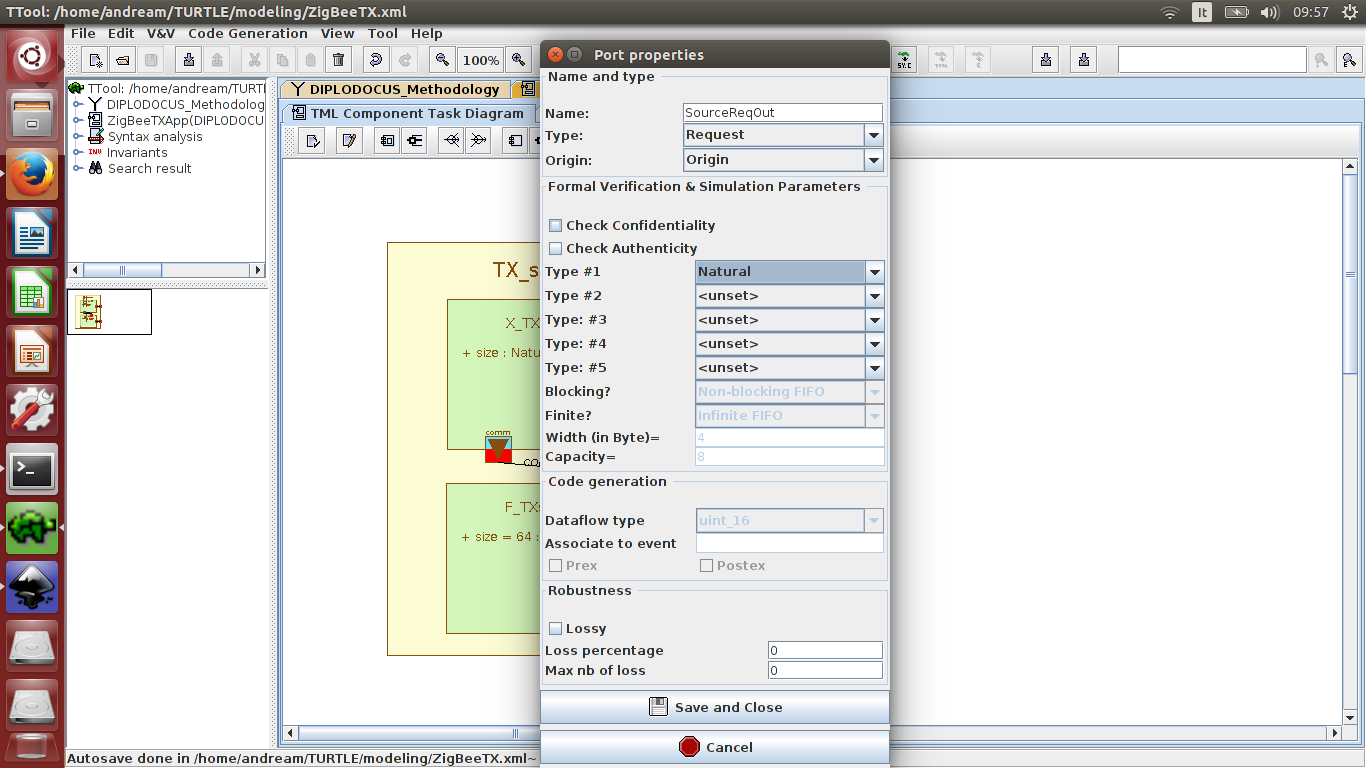 TTool: /home/andream/TURTLE/modeling/ZigBeeTX.xml
It
09:57
File Edit V&V Code Generation View Tool Help
100%
SY.C
TTool: /home/andream/TURTL
DIPLODOCUS_Methodolog
ZigBeeTXApp(DIPLODOCU
Syntax analysis
INV Invariants
Search result
DIPLODOCUS_Methodology
TML Component Task Diagram
TX_s
X_TX
+ size : Natu
comm
F_TX
+ size = 64 :
Port properties
Name and type
Name: SourceReqOut
Type: Request
Origin: Origin
Formal Verification & Simulation Parameters
Check Confidentiality
Check Authenticity
Type #1 Natural
Type #2 <unset>
Type: #3 <unset>
Type: #4 <unset>
Type: #5 <unset>
Blocking? Non-blocking FIFO
Finite? Infinite FIFO
Width (in Byte)= 4
Capacity= 8
Code generation
Dataflow type uint_16
Associate to event
Prex Postex
Robustness
Lossy
Loss percentage 0
Max nb of loss 0
Save and Close
Cancel
Autosave done in /home/andream/TURTLE/modeling/ZigBeeTX.xml~